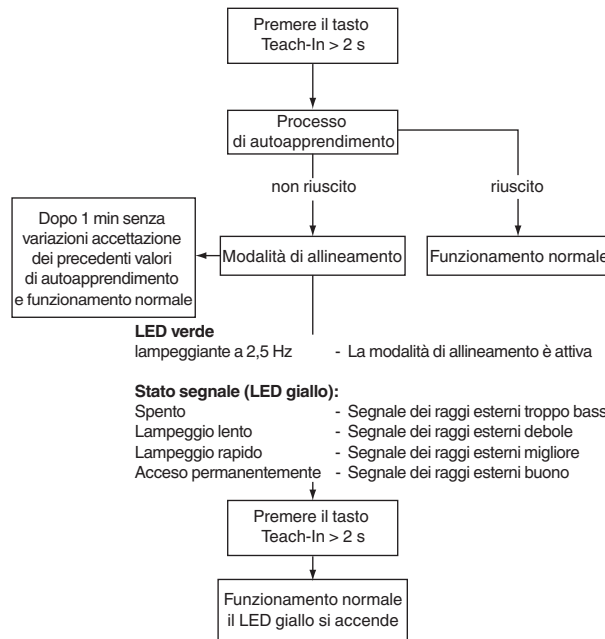 Premere il tasto
Teach-In > 2 s
Processo
di autoapprendimento
non riuscito
riuscito
Dopo 1 min senza
variazioni accettazione
dei precedenti valori
di autoapprendimento
e funzionamento normale
Modalità di allineamento
Funzionamento normale
LED verde
lampeggiante a 2,5 Hz - La modalità di allineamento è attiva
Stato segnale (LED giallo):
Spento - Segnale dei raggi esterni troppo bass
Lampeggio lento - Segnale dei raggi esterni debole
Lampeggio rapido - Segnale dei raggi esterni migliore
Acceso permanentemente - Segnale dei raggi esterni buono
Premere il tasto
Teach-In > 2 s
Funzionamento normale
il LED giallo si accende